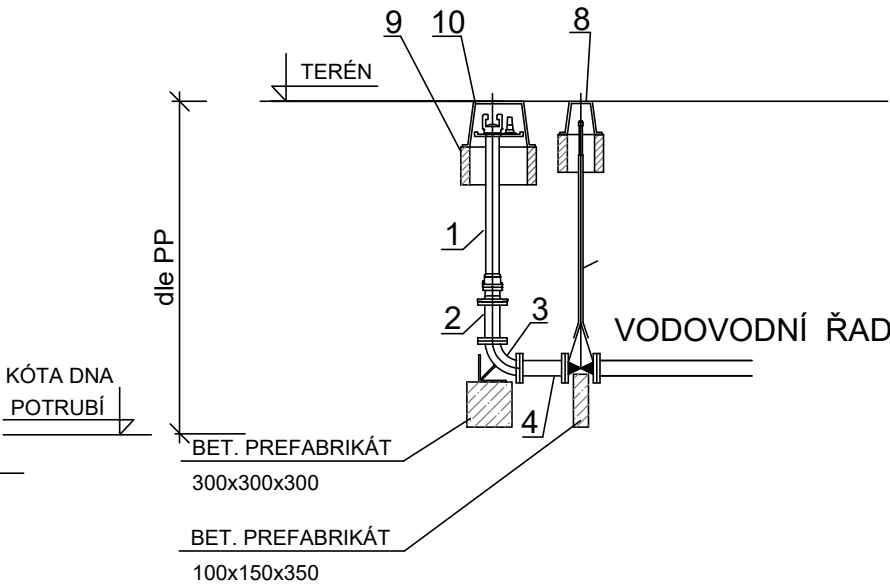 9
10
8
TERÉN
1
dle PP
2
3
VODOVODNÍ ŘAD
KÓTA DNA
POTRUBÍ
4
BET. PREFABRIKÁT
300x300x300
BET. PREFABRIKÁT
100x150x350